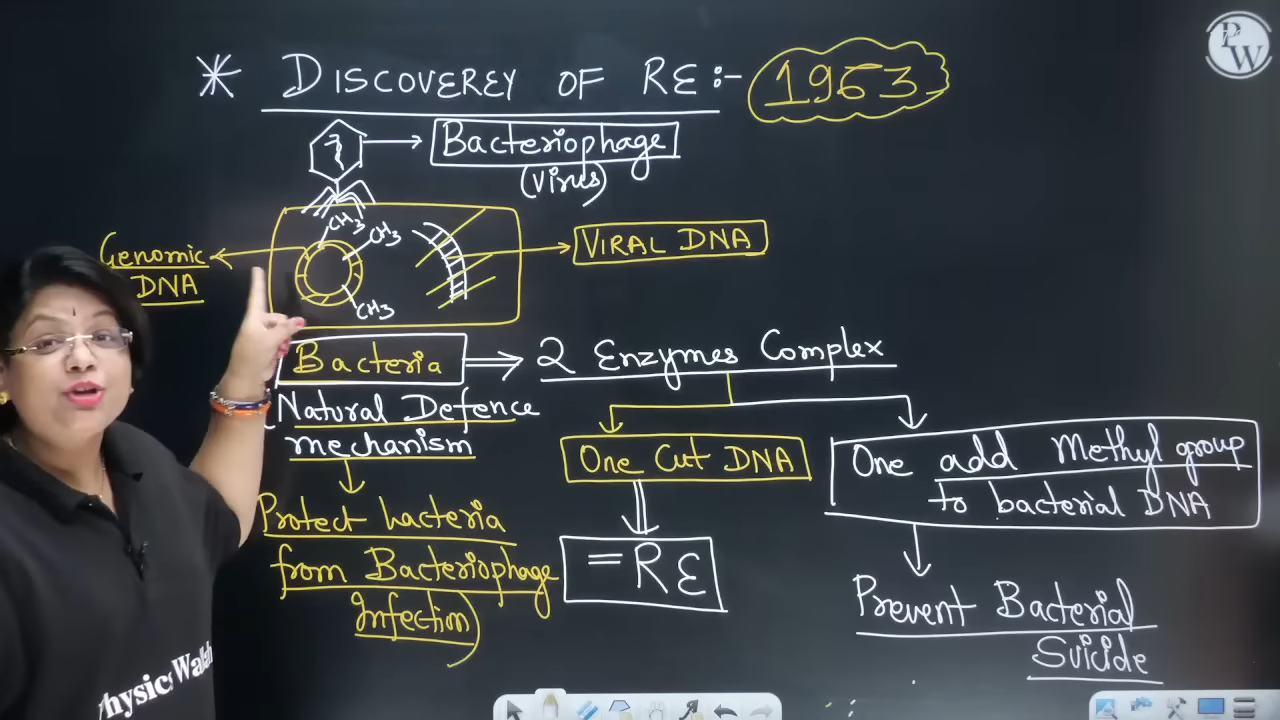 * DISCOVEREY OF RE:- 1963
PW
Bacteriophage
(Virus)
CH3
CH3
CH3
Genomic
DNA
VIRAL DNA
Bacteria ⇒ 2 Enzymes Complex
(Natural Defence
mechanism
Protect bacteria
from Bacteriophage
Infection)
One Cut DNA
= RE
One add Methyl group
to bacterial DNA
Prevent Bacterial
Suicide
Physics Wallah